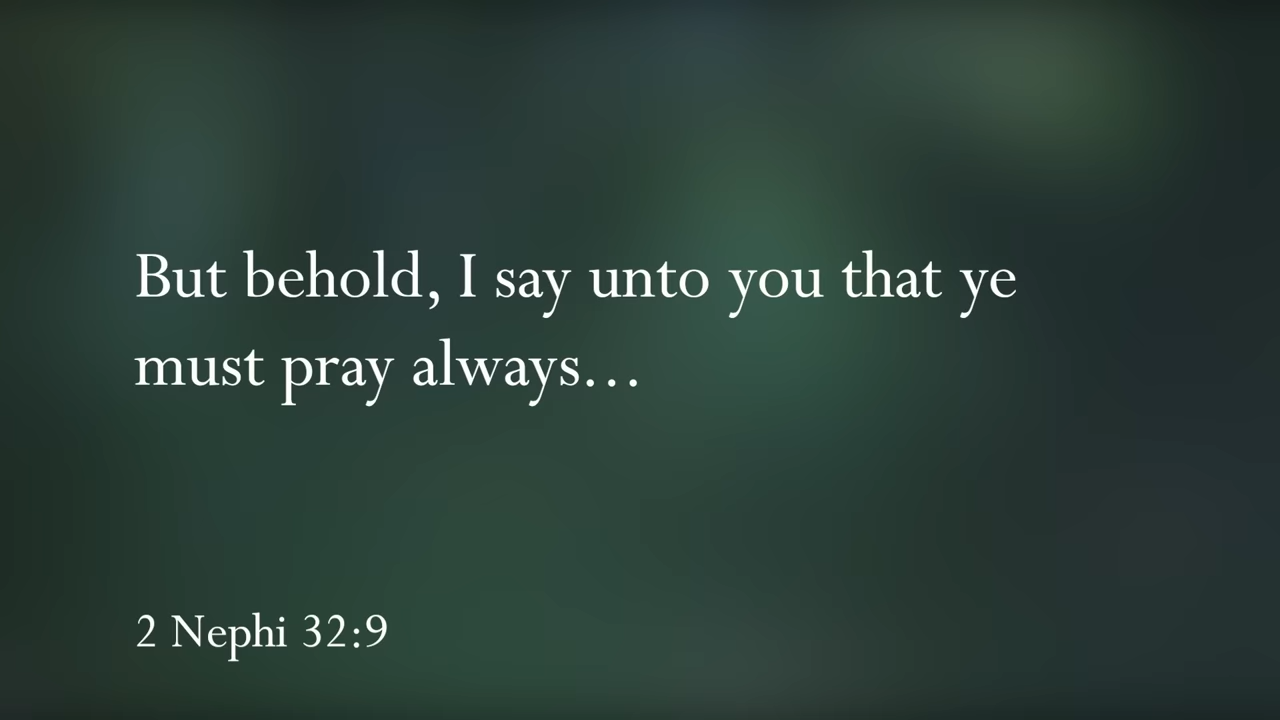 But behold, I say unto you that ye
must pray always…
2 Nephi 32:9